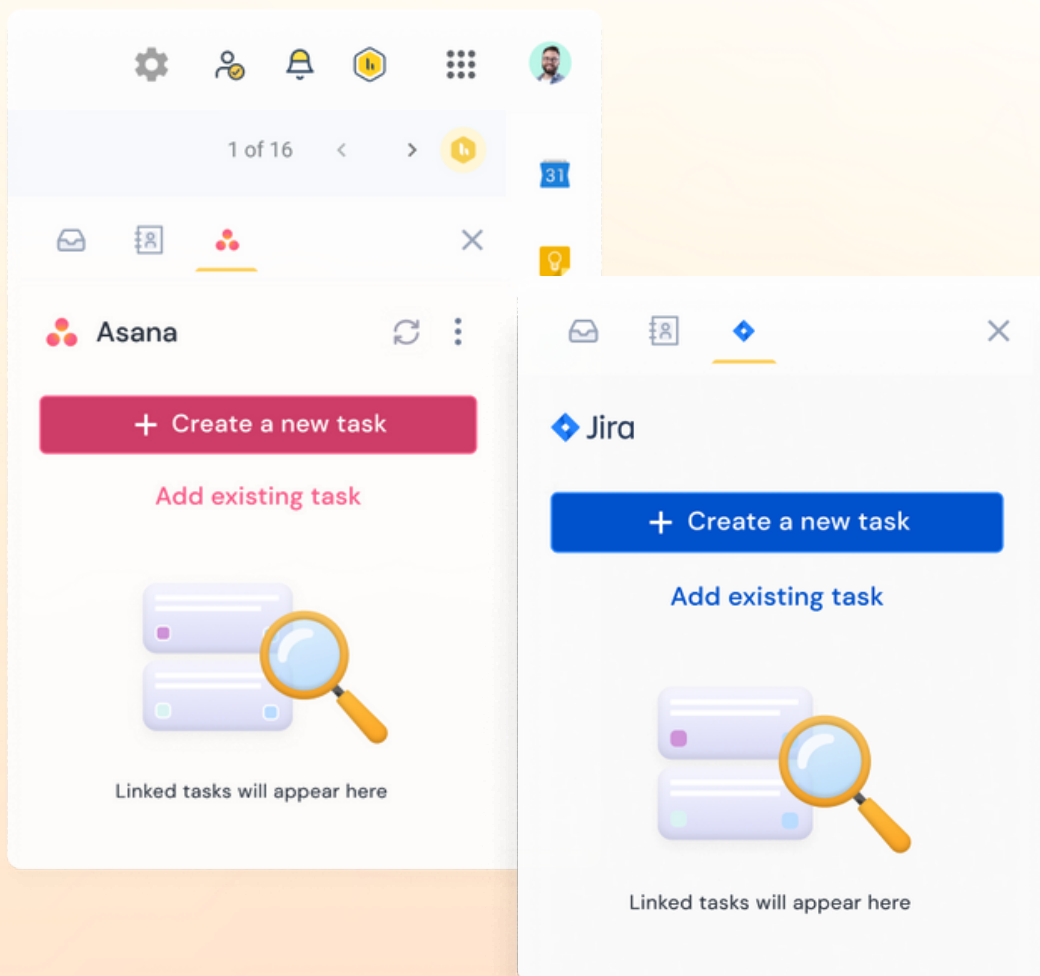 1 of 16
31
Asana
+ Create a new task
Add existing task
Linked tasks will appear here
Jira
+ Create a new task
Add existing task
Linked tasks will appear here